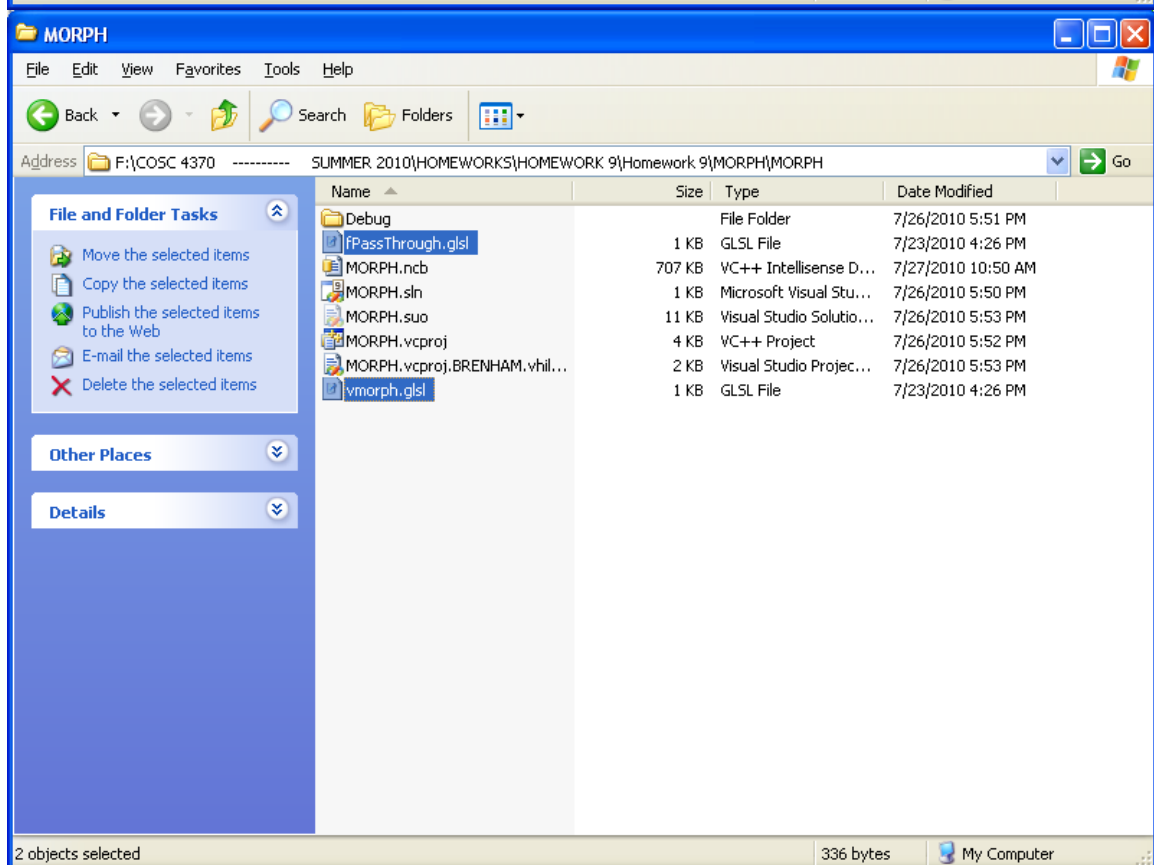 MORPH
File Edit View Favorites Tools Help
Back Search Folders
Address F:\COSC 4370 ---------- SUMMER 2010\HOMEWORKS\HOMEWORK 9\Homework 9\MORPH\MORPH Go
Name Size Type Date Modified
File and Folder Tasks
Move the selected items
Copy the selected items
Publish the selected items
to the Web
E-mail the selected items
Delete the selected items
Other Places
Details
Debug File Folder 7/26/2010 5:51 PM
fPassThrough.glsl 1 KB GLSL File 7/23/2010 4:26 PM
MORPH.ncb 707 KB VC++ Intellisense D... 7/27/2010 10:50 AM
MORPH.sln 1 KB Microsoft Visual Stu... 7/26/2010 5:50 PM
MORPH.suo 11 KB Visual Studio Solutio... 7/26/2010 5:53 PM
MORPH.vcproj 4 KB VC++ Project 7/26/2010 5:52 PM
MORPH.vcproj.BRENHAM.vhil... 2 KB Visual Studio Projec... 7/26/2010 5:53 PM
vmorph.glsl 1 KB GLSL File 7/23/2010 4:26 PM
2 objects selected 336 bytes My Computer